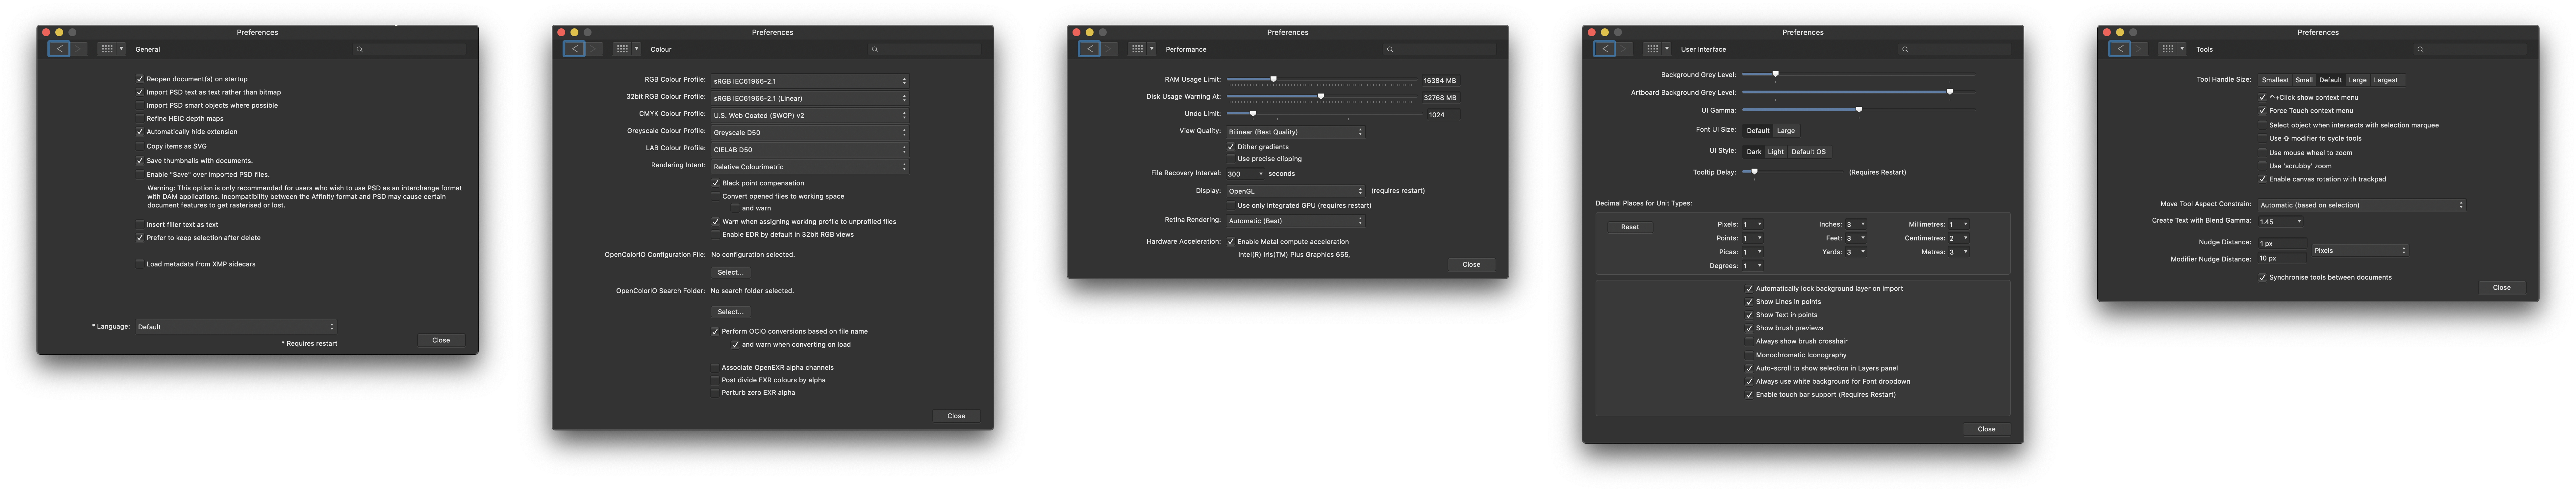 Preferences
General
Reopen document(s) on startup
Import PSD text as text rather than bitmap
Import PSD smart objects where possible
Refine HEIC depth maps
Automatically hide extension
Copy items as SVG
Save thumbnails with documents.
Enable "Save" over imported PSD files.
Warning: This option is only recommended for users who wish to use PSD as an interchange format
with DAM applications. Incompatibility between the Affinity format and PSD may cause certain
document features to get rasterised or lost.
Insert filler text as text
Prefer to keep selection after delete
Load metadata from XMP sidecars
* Language: Default
* Requires restart
Close
Preferences
Colour
RGB Colour Profile: sRGB IEC61966-2.1
32bit RGB Colour Profile: sRGB IEC61966-2.1 (Linear)
CMYK Colour Profile: U.S. Web Coated (SWOP) v2
Greyscale Colour Profile: Greyscale D50
LAB Colour Profile: CIELAB D50
Rendering Intent: Relative Colourimetric
Black point compensation
Convert opened files to working space
and warn
Warn when assigning working profile to unprofiled files
Enable EDR by default in 32bit RGB views
OpenColorIO Configuration File: No configuration selected.
Select...
OpenColorIO Search Folder: No search folder selected.
Select...
Perform OCIO conversions based on file name
and warn when converting on load
Associate OpenEXR alpha channels
Post divide EXR colours by alpha
Perturb zero EXR alpha
Close
Preferences
Performance
RAM Usage Limit: 16384 MB
Disk Usage Warning At: 32768 MB
Undo Limit: 1024
View Quality: Bilinear (Best Quality)
Dither gradients
Use precise clipping
File Recovery Interval: 300 seconds
Display: OpenGL (requires restart)
Use only integrated GPU (requires restart)
Retina Rendering: Automatic (Best)
Hardware Acceleration: Enable Metal compute acceleration
Intel(R) Iris(TM) Plus Graphics 655,
Close
Preferences
User Interface
Background Grey Level:
Artboard Background Grey Level:
UI Gamma:
Font UI Size: Default Large
UI Style: Dark Light Default OS
Tooltip Delay: (Requires Restart)
Decimal Places for Unit Types:
Reset Pixels: 1 Inches: 3 Millimetres: 1
Points: 1 Feet: 3 Centimetres: 2
Picas: 1 Yards: 3 Metres: 3
Degrees: 1
Automatically lock background layer on import
Show Lines in points
Show Text in points
Show brush previews
Always show brush crosshair
Monochromatic Iconography
Auto-scroll to show selection in Layers panel
Always use white background for Font dropdown
Enable touch bar support (Requires Restart)
Close
Preferences
Tools
Tool Handle Size: Smallest Small Default Large Largest
^+Click show context menu
Force Touch context menu
Select object when intersects with selection marquee
Use ⇧ modifier to cycle tools
Use mouse wheel to zoom
Use 'scrubby' zoom
Enable canvas rotation with trackpad
Move Tool Aspect Constrain: Automatic (based on selection)
Create Text with Blend Gamma: 1.45
Nudge Distance: 1 px
Pixels
Modifier Nudge Distance: 10 px
Synchronise tools between documents
Close